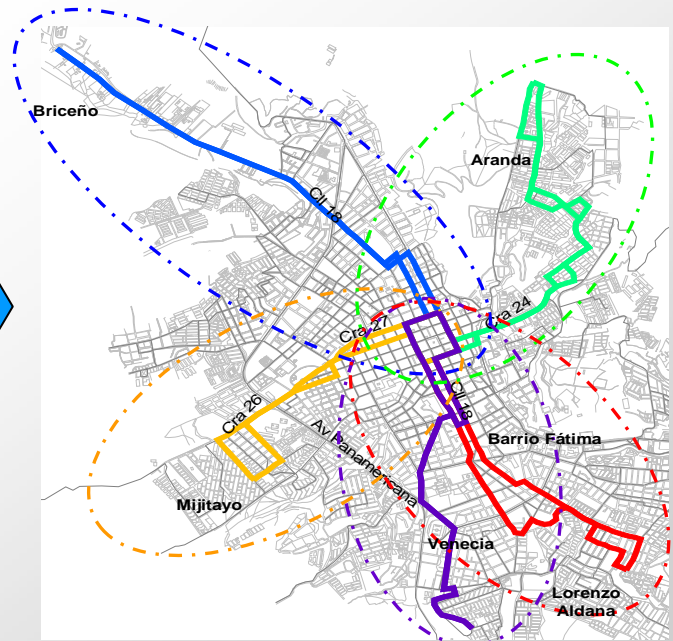 Briceño
Aranda
Cll 18
Cra 24
Cra 27
Cll 18
Cra 26
Av Panamericana
Barrio Fátima
Mijitayo
Venecia
Lorenzo
Aldana